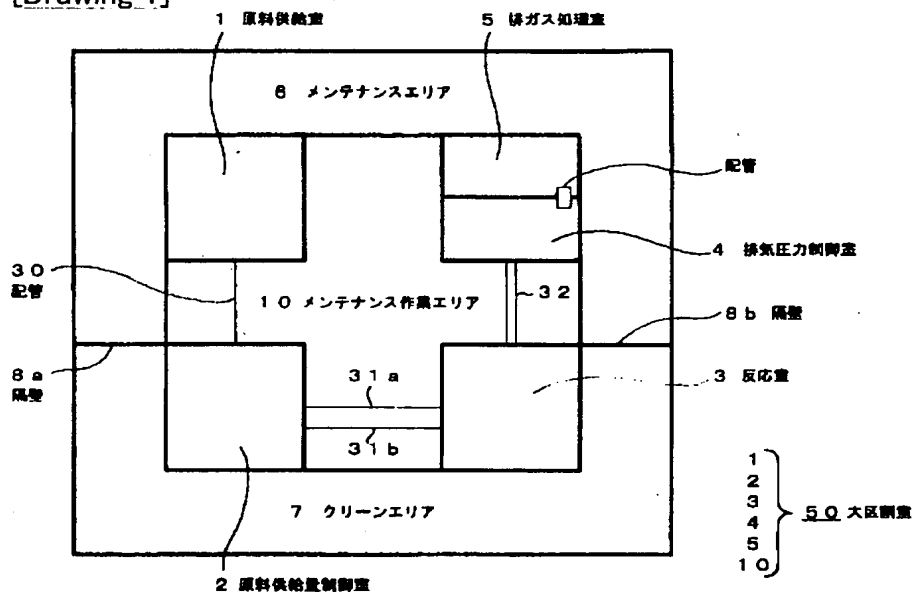 [Drawing 1]
1 原料供給室
5 排ガス処理室
6 メンテナンスエリア
配管
4 排気圧力制御室
30
配管
10 メンテナンス作業エリア
32
8b 隔壁
8a
隔壁
31a
3 反応室
31b
1
2
3
4
5
10
50 大区割室
7 クリーンエリア
2 原料供給量制御室